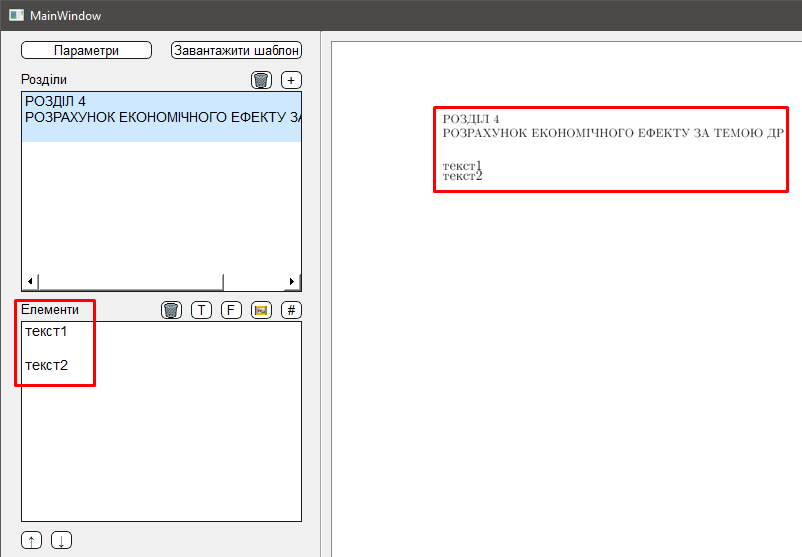 MainWindow
Параметри
Завантажити шаблон
Розділи
+
РОЗДІЛ 4
РОЗРАХУНОК ЕКОНОМІЧНОГО ЕФЕКТУ ЗА
Елементи
T
F
#
текст1
текст2
↑
↓
РОЗДІЛ 4
РОЗРАХУНОК ЕКОНОМІЧНОГО ЕФЕКТУ ЗА ТЕМОЮ ДР
текст1
текст2